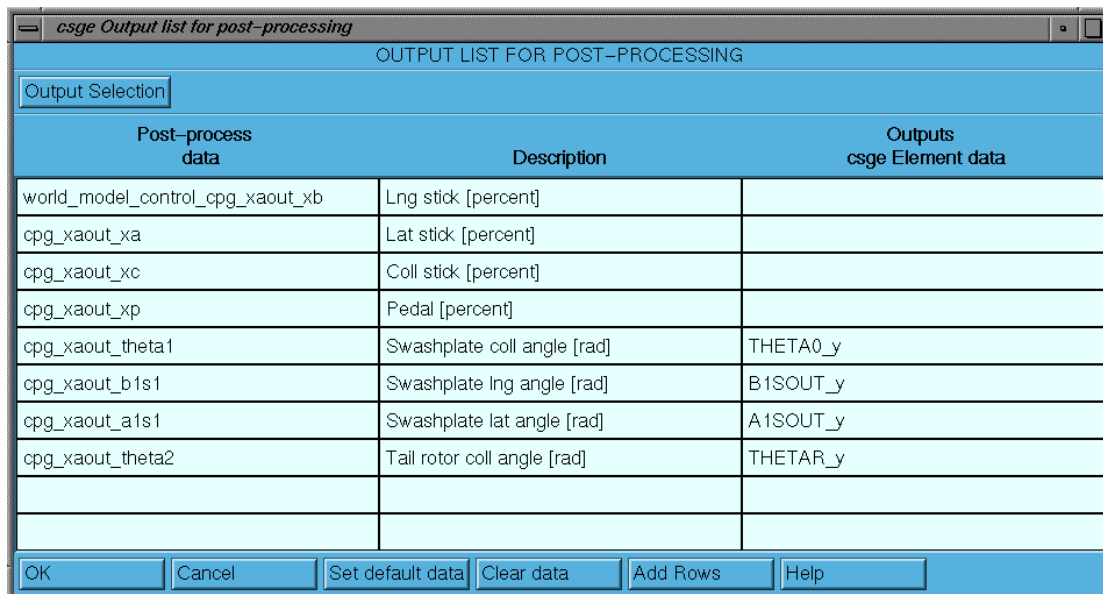 csge Output list for post-processing
OUTPUT LIST FOR POST-PROCESSING
Output Selection
Post-process data Description Outputs csge Element data
world_model_control_cpg_xaout_xb Lng stick [percent]
cpg_xaout_xa Lat stick [percent]
cpg_xaout_xc Coll stick [percent]
cpg_xaout_xp Pedal [percent]
cpg_xaout_theta1 Swashplate coll angle [rad] THETA0_y
cpg_xaout_b1s1 Swashplate lng angle [rad] B1SOUT_y
cpg_xaout_a1s1 Swashplate lat angle [rad] A1SOUT_y
cpg_xaout_theta2 Tail rotor coll angle [rad] THETAR_y
OK Cancel Set default data Clear data Add Rows Help